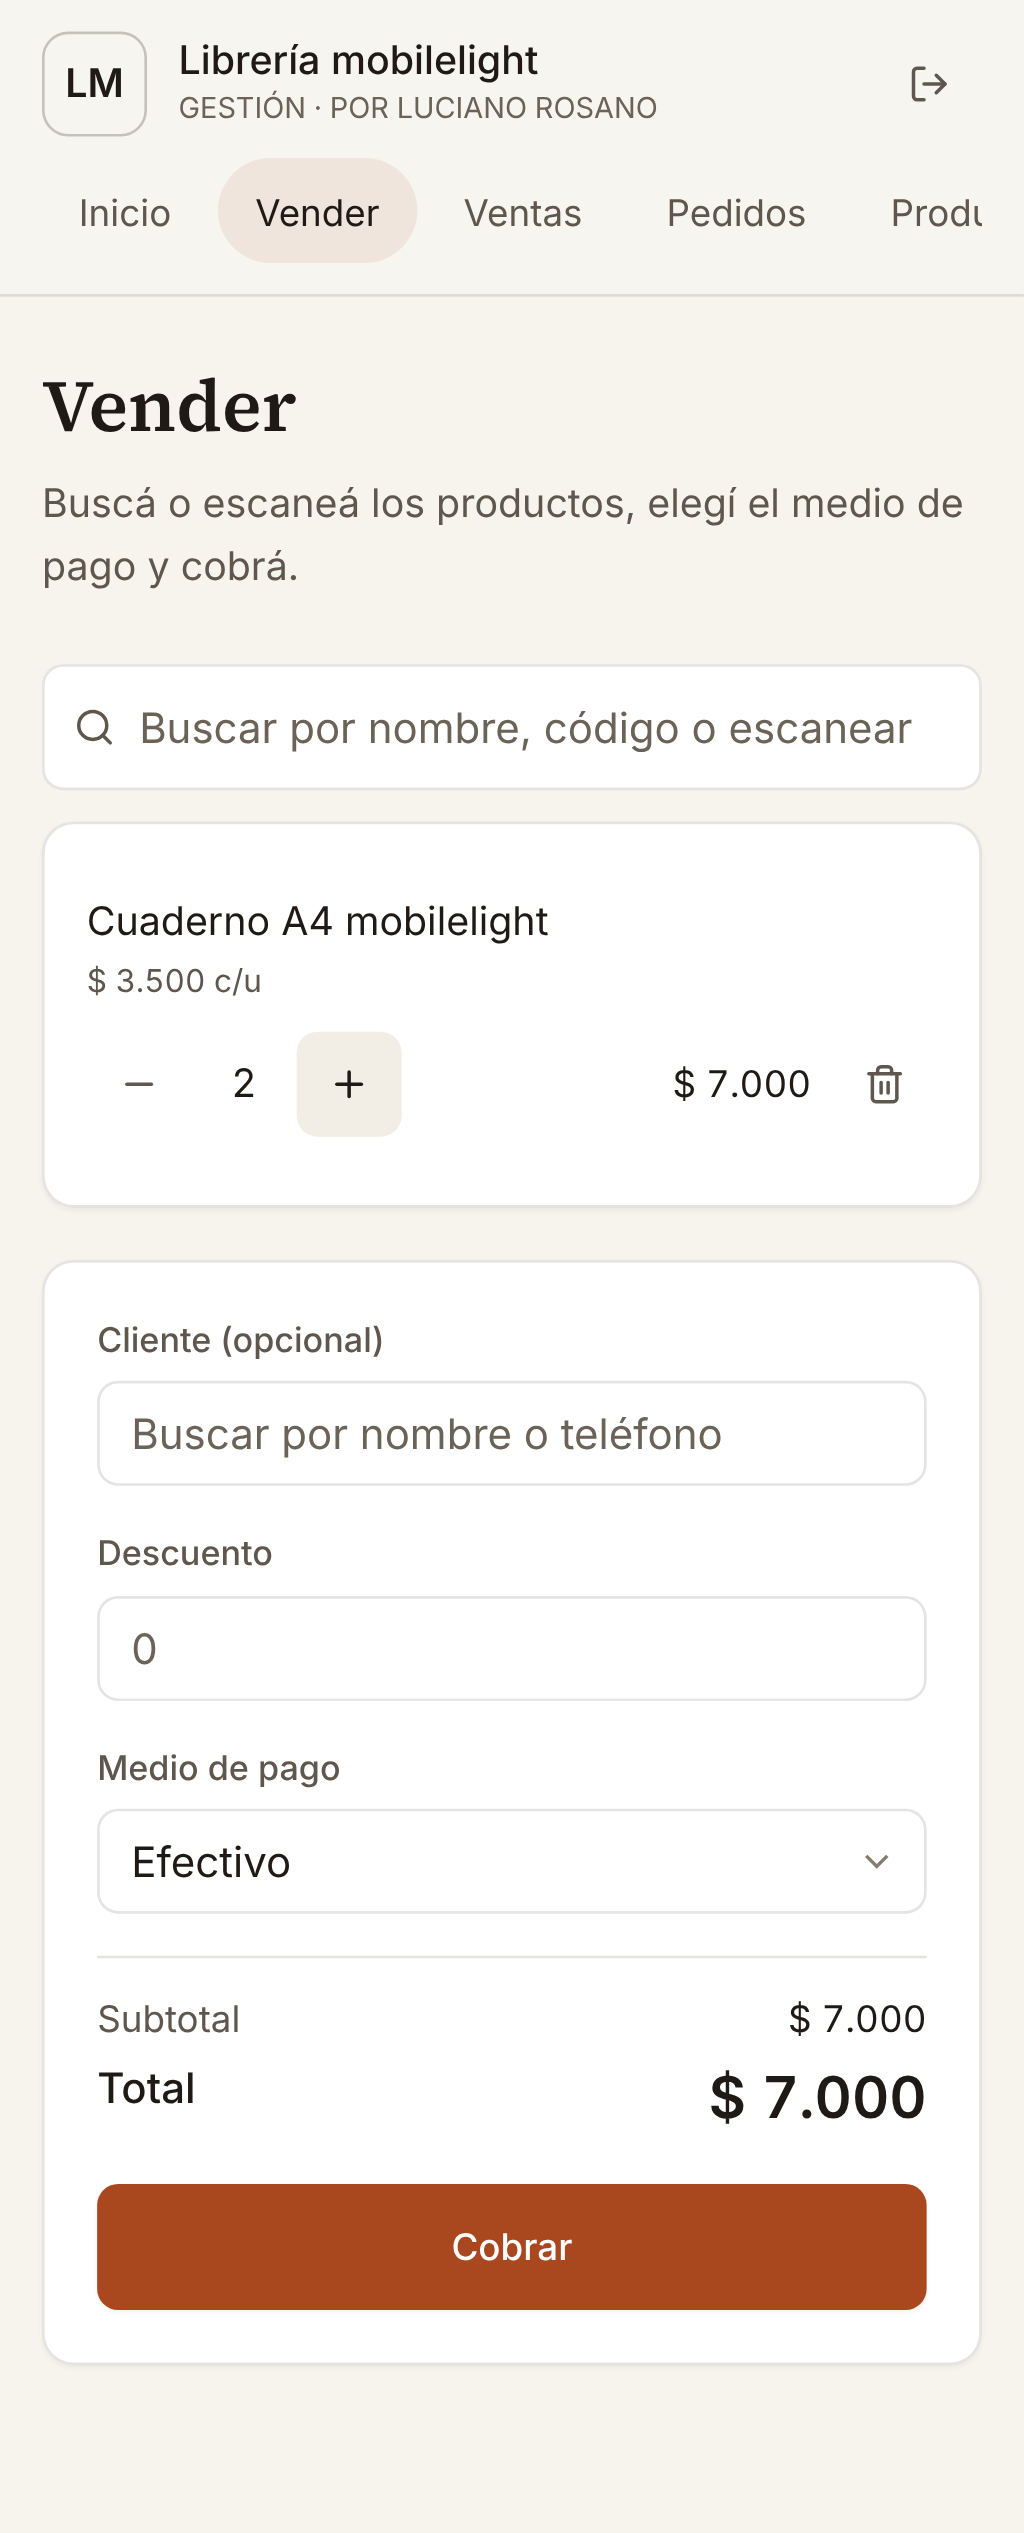 LM
Librería mobilelight
GESTIÓN · POR LUCIANO ROSANO
Inicio Vender Ventas Pedidos Produ
Vender
Buscá o escaneá los productos, elegí el medio de
pago y cobrá.
Buscar por nombre, código o escanear
Cuaderno A4 mobilelight
$ 3.500 c/u
2 $ 7.000
Cliente (opcional)
Buscar por nombre o teléfono
Descuento
0
Medio de pago
Efectivo
Subtotal $ 7.000
Total $ 7.000
Cobrar